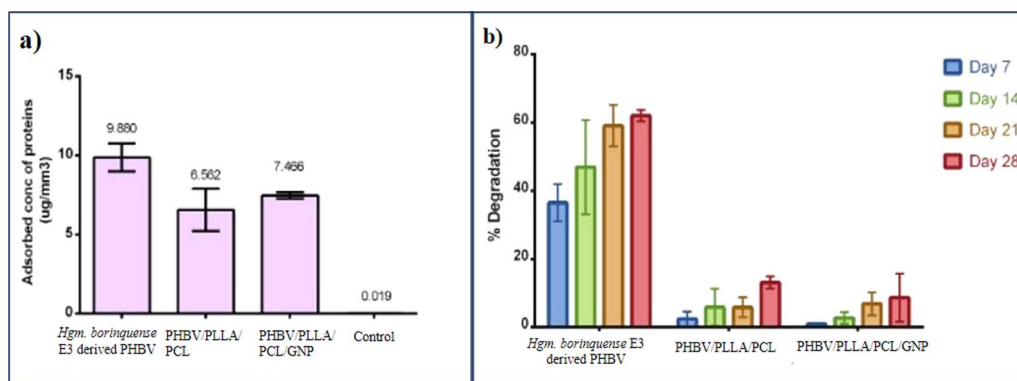 a)
Adsorbed conc of proteins
(ug/mm3)
15
10
5
0
9.880
6.562
7.466
0.019
Hgm. borinquense
E3 derived PHBV
PHBV/PLLA/
PCL
PHBV/PLLA/
PCL/GNP
Control
b)
% Degradation
80
60
40
20
0
Day 7
Day 14
Day 21
Day 28
Hgm. borinquense E3
derived PHBV
PHBV/PLLA/PCL
PHBV/PLLA/PCL/GNP